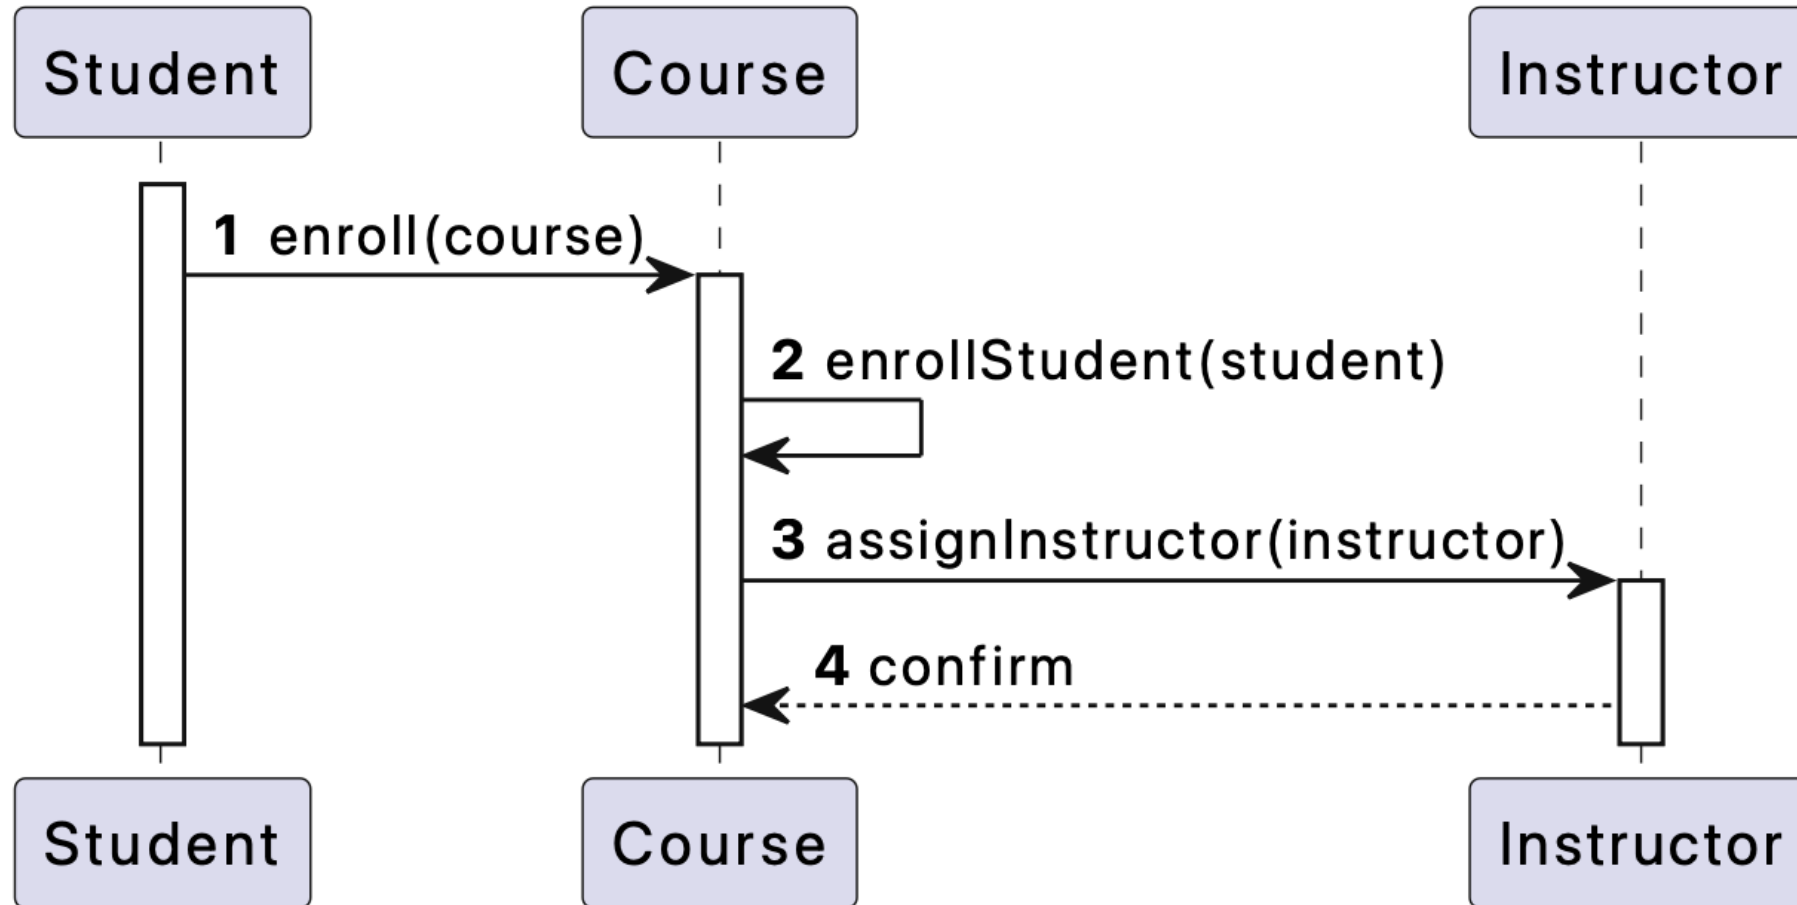 Student
Course
Instructor
1 enroll(course)
2 enrollStudent(student)
3 assignInstructor(instructor)
4 confirm
Student
Course
Instructor